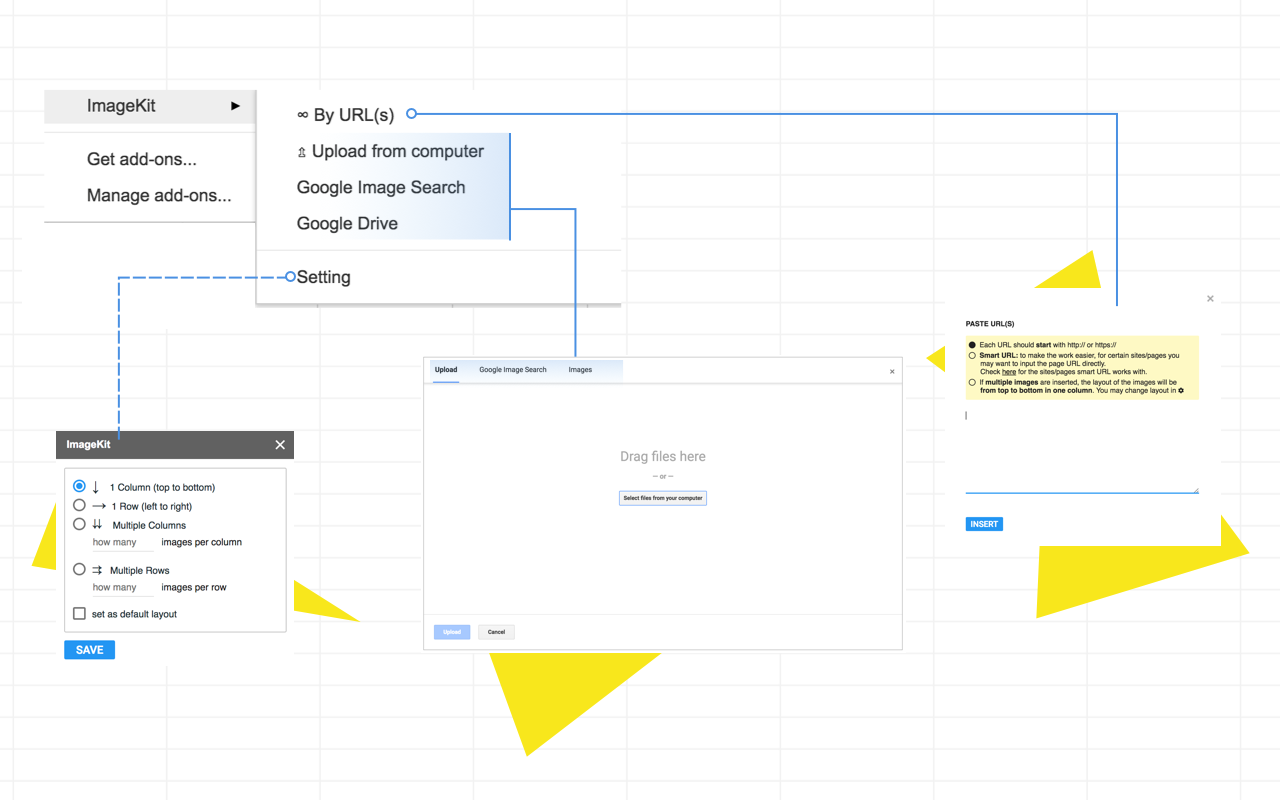 ImageKit ▶
Get add-ons...
Manage add-ons...
∞ By URL(s)
⇫ Upload from computer
Google Image Search
Google Drive
Setting
ImageKit ×
↓ 1 Column (top to bottom)
→ 1 Row (left to right)
⇊ Multiple Columns
how many images per column
⇉ Multiple Rows
how many images per row
set as default layout
SAVE
Upload Google Image Search Images ×
Drag files here
— or —
Select files from your computer
Upload Cancel
×
PASTE URL(S)
Each URL should start with http:// or https://
Smart URL: to make the work easier, for certain sites/pages you
may want to input the page URL directly.
Check here for the sites/pages smart URL works with.
If multiple images are inserted, the layout of the images will be
from top to bottom in one column. You may change layout in
INSERT